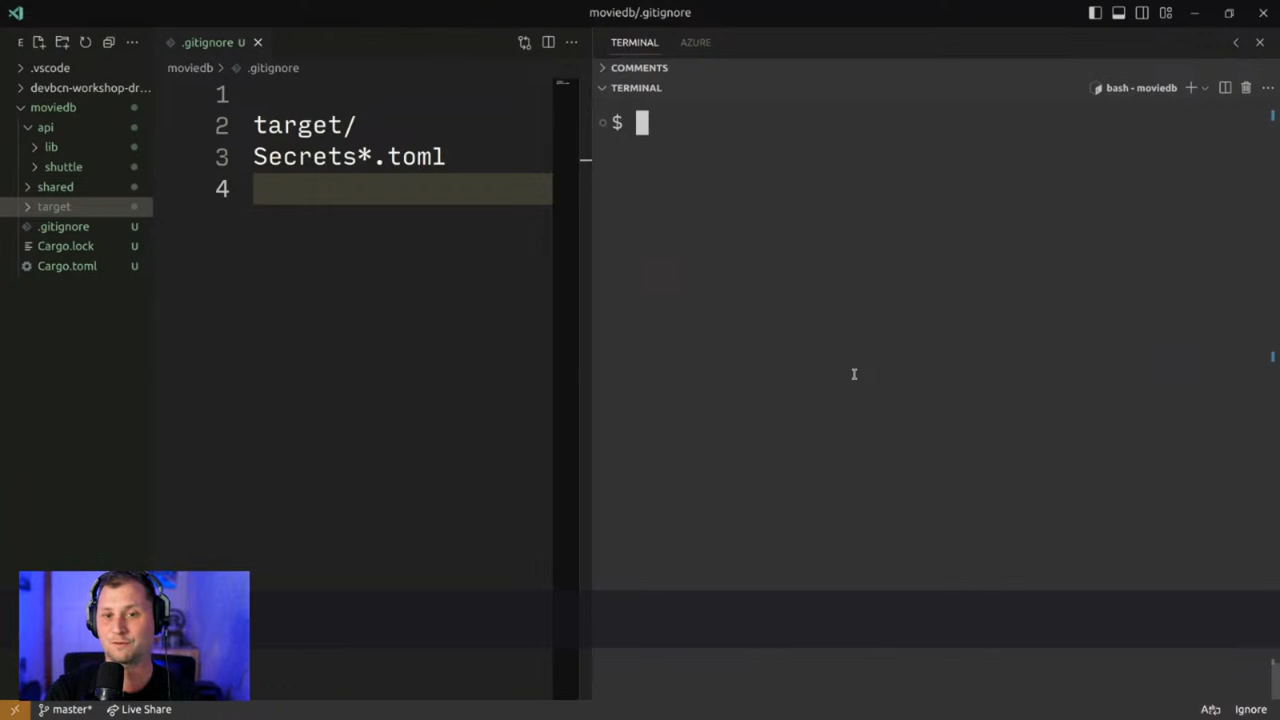 moviedb/.gitignore
E
.gitignore U
TERMINAL
AZURE
.vscode
moviedb > .gitignore
COMMENTS
devbcn-workshop-dr...
TERMINAL
bash - moviedb
moviedb
1
api
2 target/
$
lib
3 Secrets*.toml
shuttle
shared
4
target
.gitignore U
Cargo.lock U
Cargo.toml U
master*
Live Share
Ignore